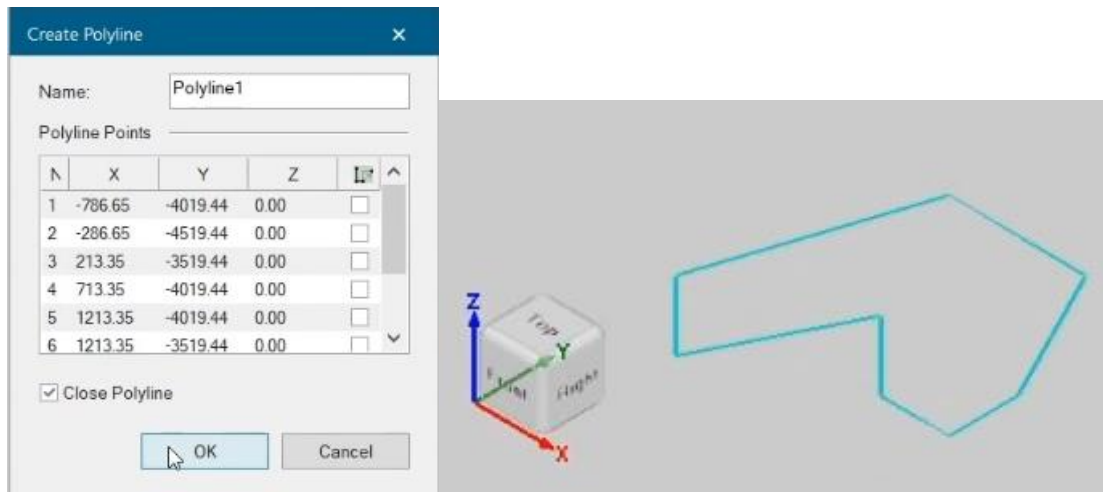 Create Polyline
Name: Polyline1
Polyline Points
N X Y Z
1 -786.65 -4019.44 0.00
2 -286.65 -4519.44 0.00
3 213.35 -3519.44 0.00
4 713.35 -4019.44 0.00
5 1213.35 -4019.44 0.00
6 1213.35 -3519.44 0.00
Close Polyline
OK Cancel
Z
Top
Y
Right
X